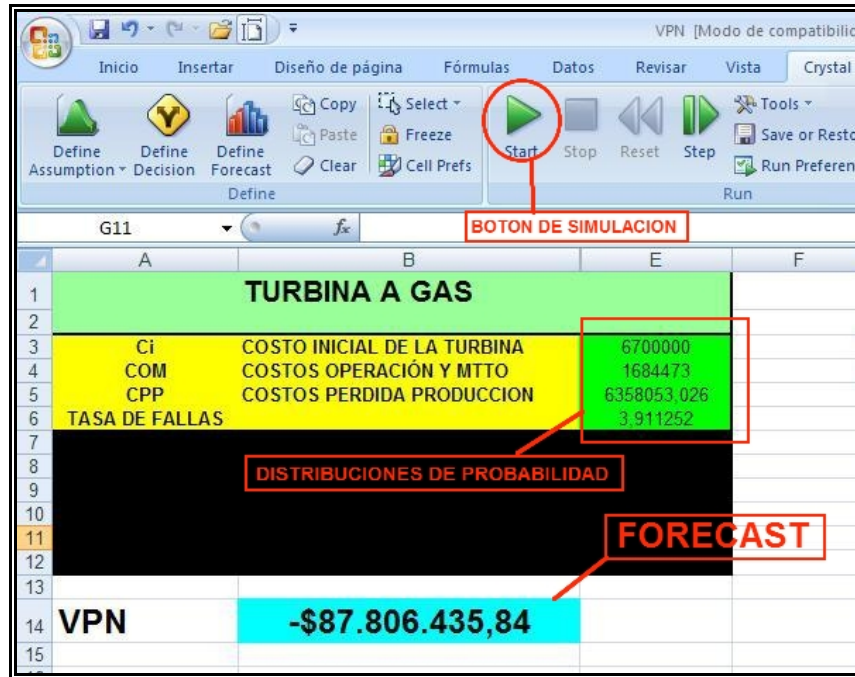 VPN [Modo de compatibilid
Inicio Insertar Diseño de página Fórmulas Datos Revisar Vista Crystal
Define Assumption
Define Decision
Define Forecast
Copy
Paste
Clear
Select
Freeze
Cell Prefs
Define
Start
Stop
Reset
Step
Tools
Save or Resto
Run Preferen
Run
G11 fx
BOTON DE SIMULACION
A B E F
1 TURBINA A GAS
2
3 Ci COSTO INICIAL DE LA TURBINA 6700000
4 COM COSTOS OPERACIÓN Y MTTO 1684473
5 CPP COSTOS PERDIDA PRODUCCION 6358053,026
6 TASA DE FALLAS 3,911252
7
8
DISTRIBUCIONES DE PROBABILIDAD
9
10
11 FORECAST
12
13
14 VPN -$87.806.435,84
15